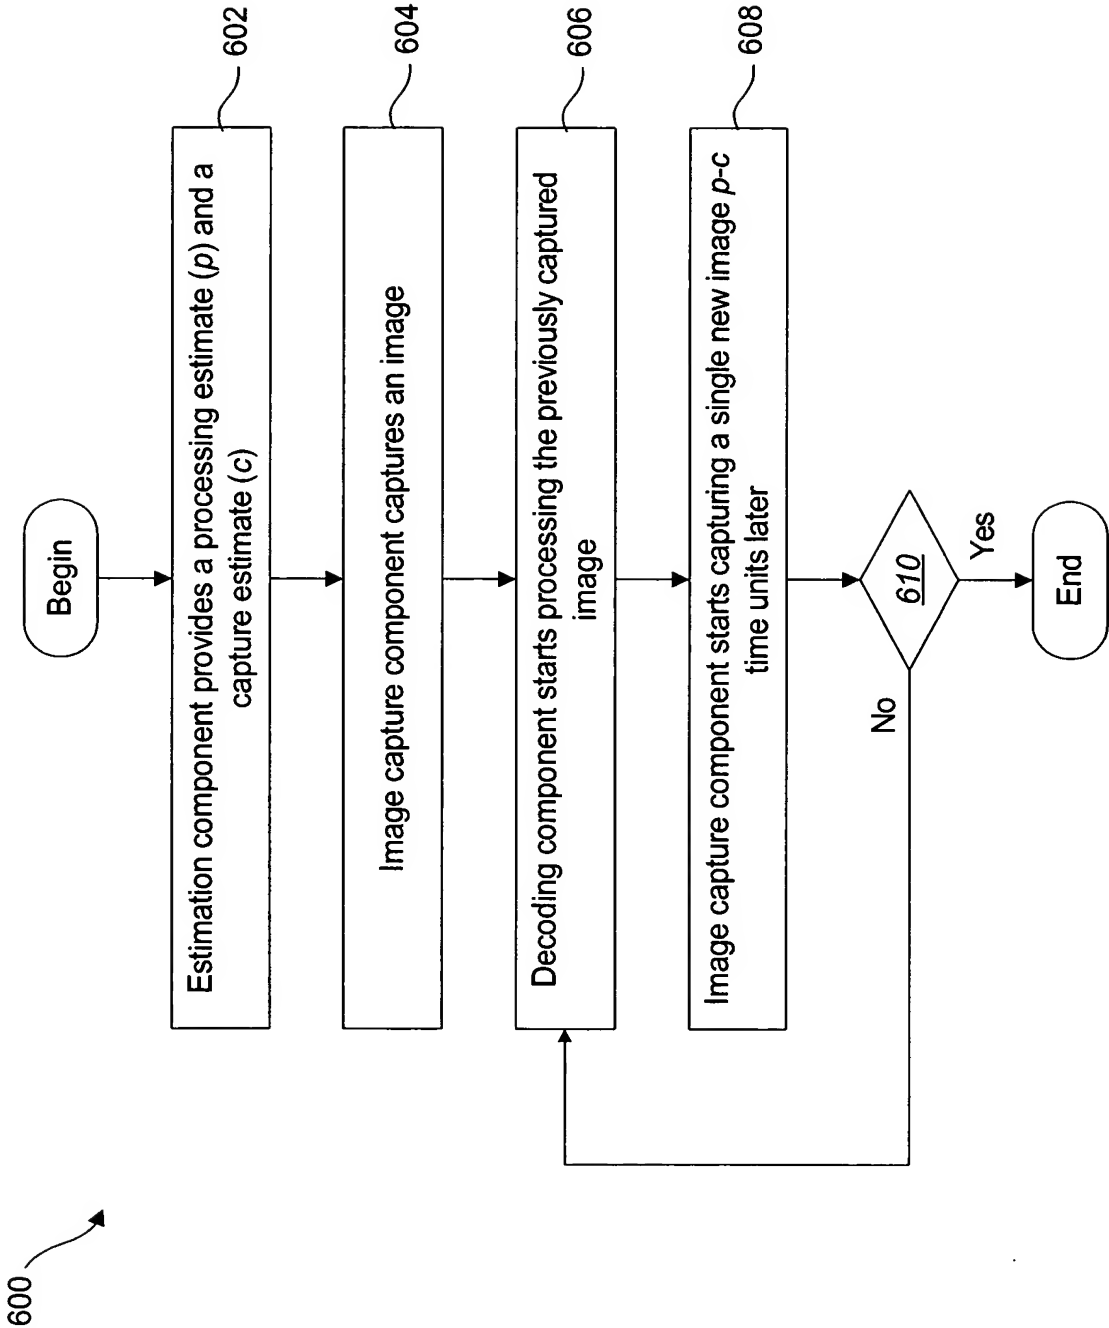 600
Begin
Estimation component provides a processing estimate (p) and a
capture estimate (c)
602
Image capture component captures an image
604
Decoding component starts processing the previously captured
image
606
Image capture component starts capturing a single new image p-c
time units later
608
610
No
Yes
End